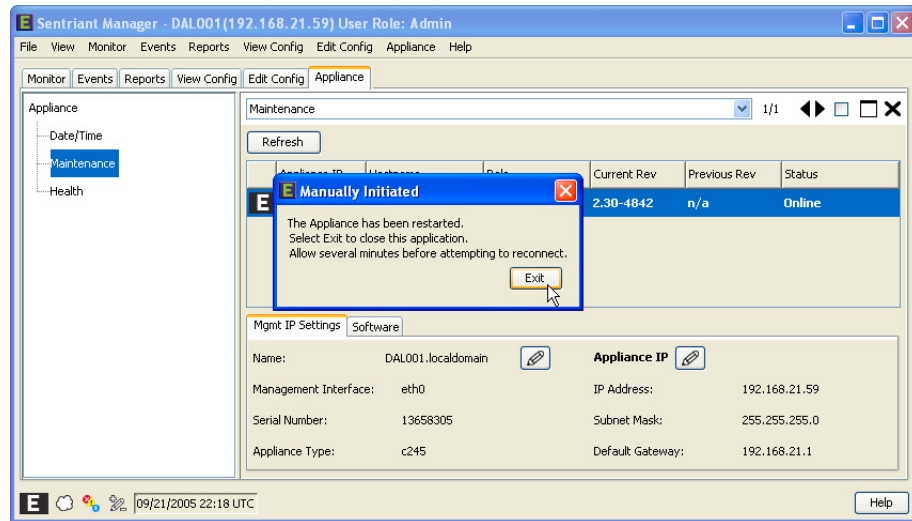 E Sentriant Manager - DAL001(192.168.21.59) User Role: Admin
File View Monitor Events Reports View Config Edit Config Appliance Help
Monitor Events Reports View Config Edit Config Appliance
Appliance
Date/Time
Maintenance
Health
Maintenance
1/1
Refresh
Current Rev Previous Rev Status
E 2.30-4842 n/a Online
E Manually Initiated
The Appliance has been restarted.
Select Exit to close this application.
Allow several minutes before attempting to reconnect.
Exit
Mgmt IP Settings Software
Name: DAL001.localdomain Appliance IP
Management Interface: eth0 IP Address: 192.168.21.59
Serial Number: 13658305 Subnet Mask: 255.255.255.0
Appliance Type: c245 Default Gateway: 192.168.21.1
E 09/21/2005 22:18 UTC Help